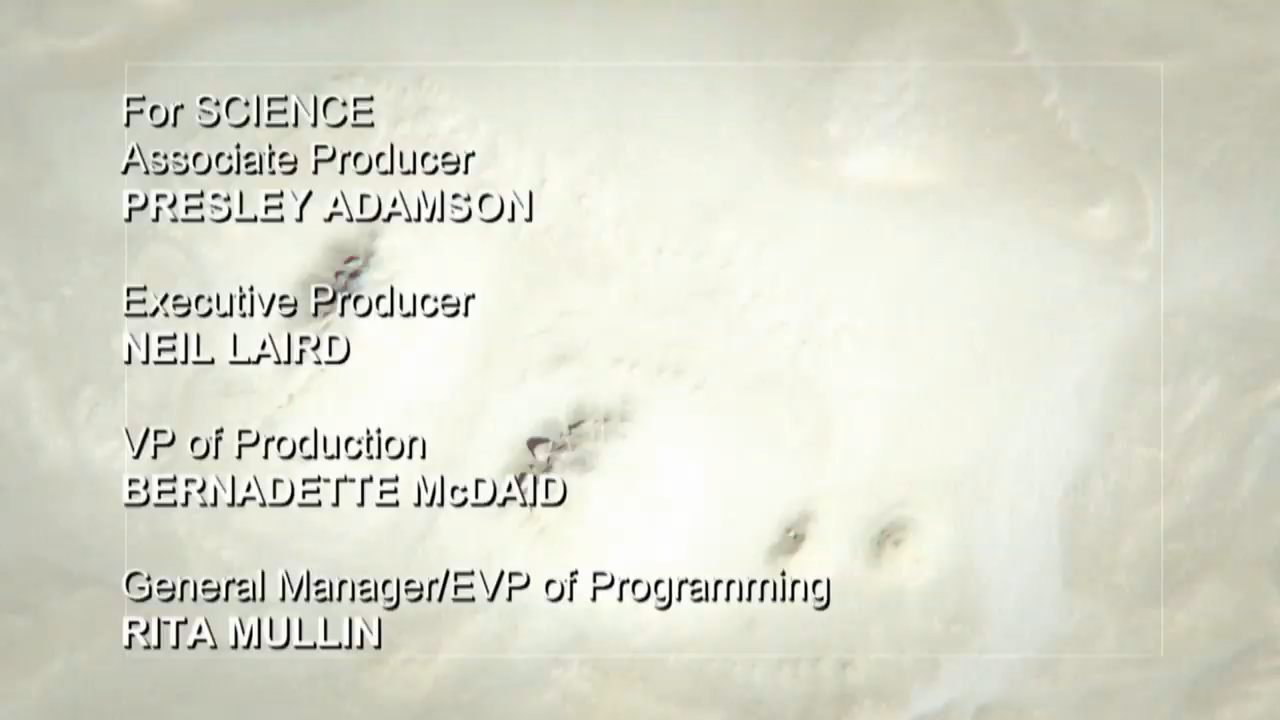 For SCIENCE
Associate Producer
PRESLEY ADAMSON
Executive Producer
NEIL LAIRD
VP of Production
BERNADETTE McDAID
General Manager/EVP of Programming
RITA MULLIN